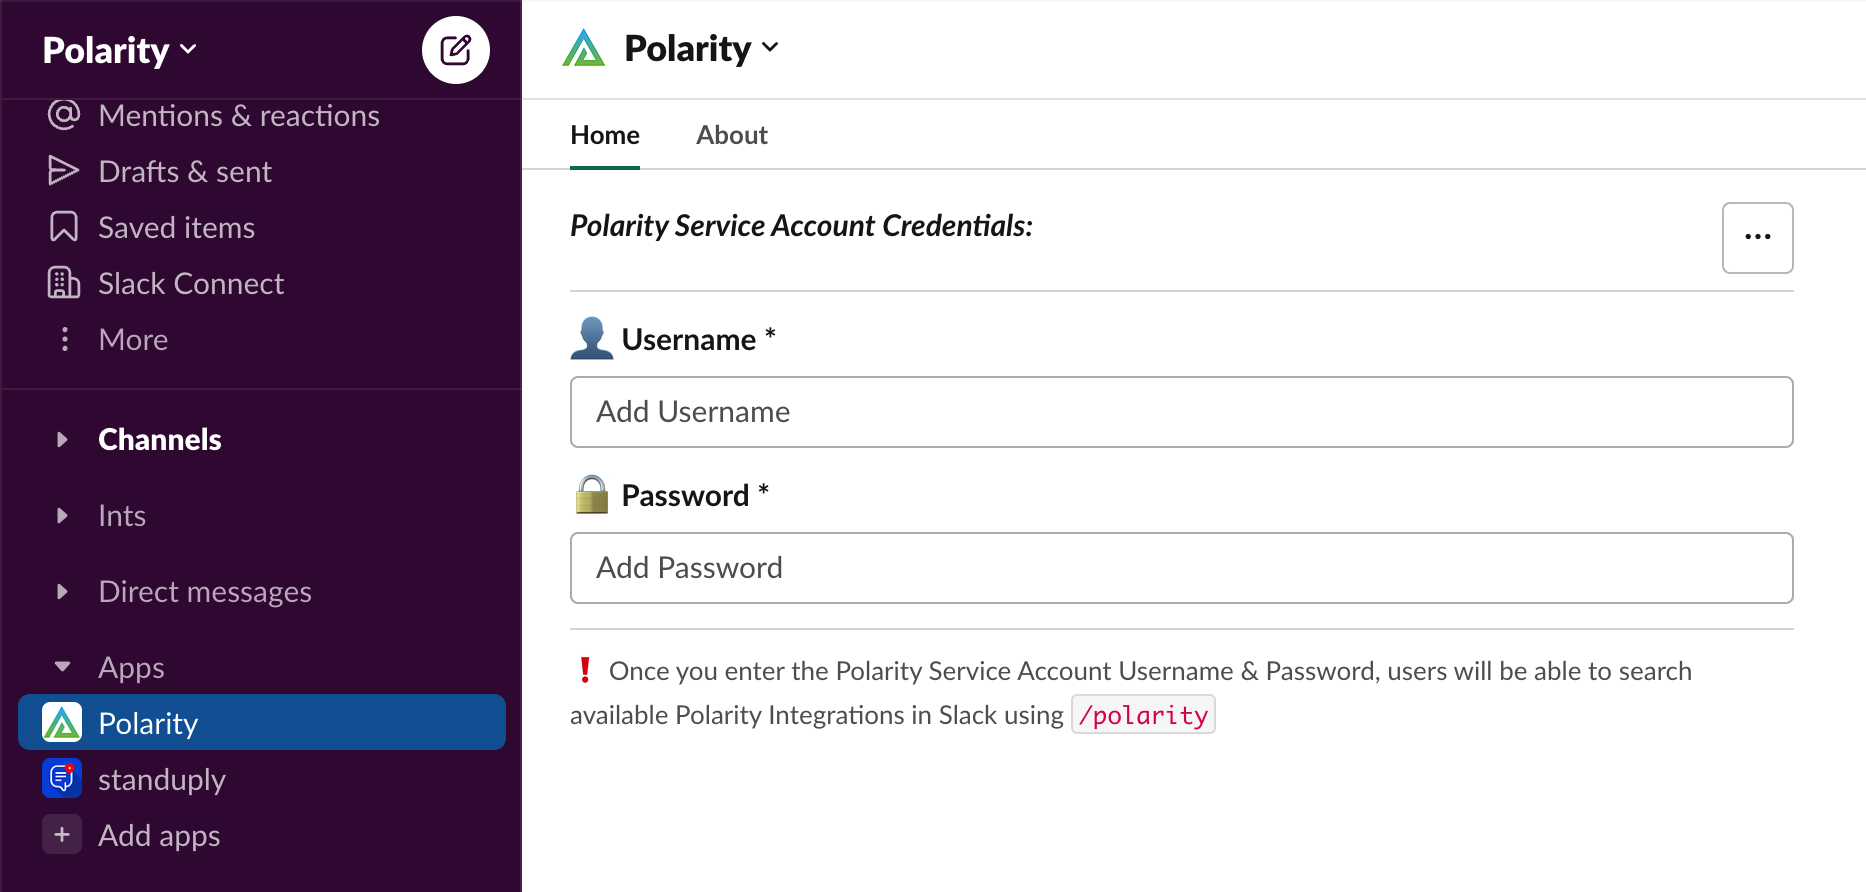 Polarity
Mentions & reactions
Drafts & sent
Saved items
Slack Connect
More
Channels
Ints
Direct messages
Apps
Polarity
standuply
Add apps
Polarity
Home About
Polarity Service Account Credentials:
Username *
Add Username
Password *
Add Password
Once you enter the Polarity Service Account Username & Password, users will be able to search
available Polarity Integrations in Slack using /polarity